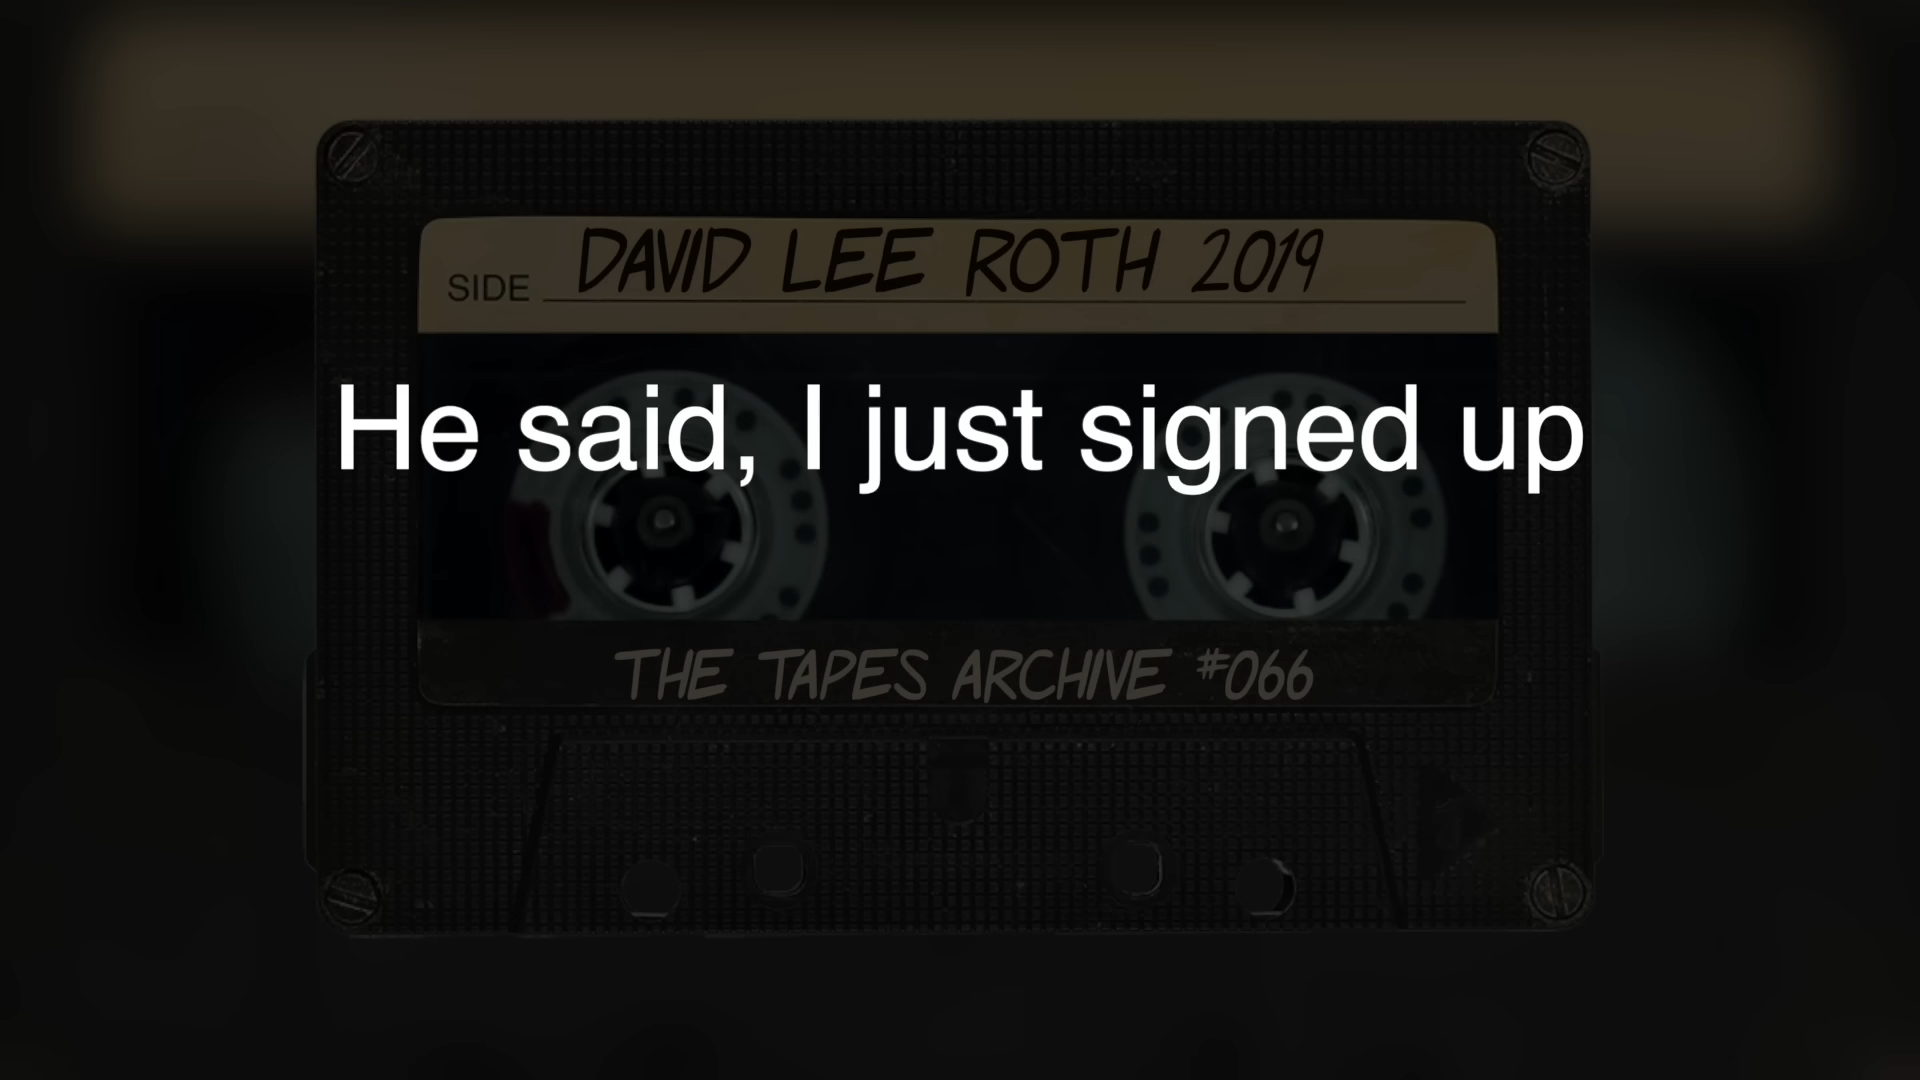 DAVID LEE ROTH 2019
SIDE
He said, I just signed up
THE TAPES ARCHIVE #066